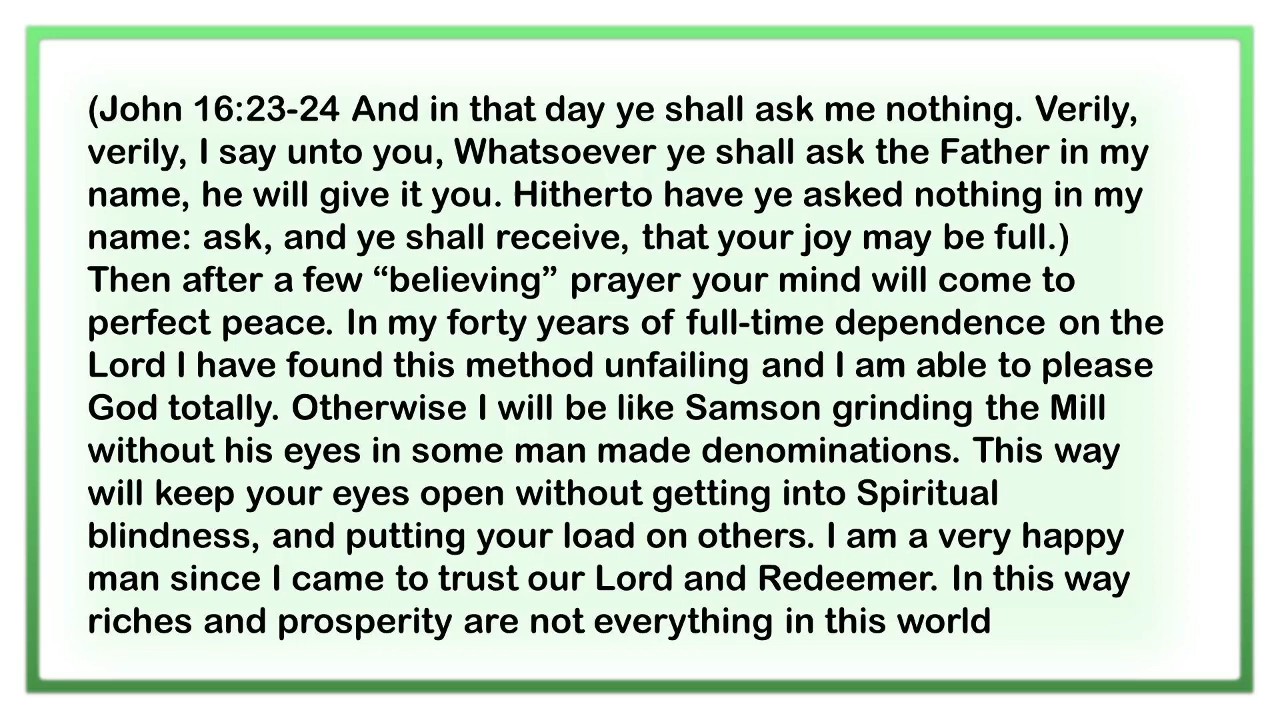 (John 16:23-24 And in that day ye shall ask me nothing. Verily,
verily, I say unto you, Whatsoever ye shall ask the Father in my
name, he will give it you. Hitherto have ye asked nothing in my
name: ask, and ye shall receive, that your joy may be full.)
Then after a few “believing” prayer your mind will come to
perfect peace. In my forty years of full-time dependence on the
Lord I have found this method unfailing and I am able to please
God totally. Otherwise I will be like Samson grinding the Mill
without his eyes in some man made denominations. This way
will keep your eyes open without getting into Spiritual
blindness, and putting your load on others. I am a very happy
man since I came to trust our Lord and Redeemer. In this way
riches and prosperity are not everything in this world